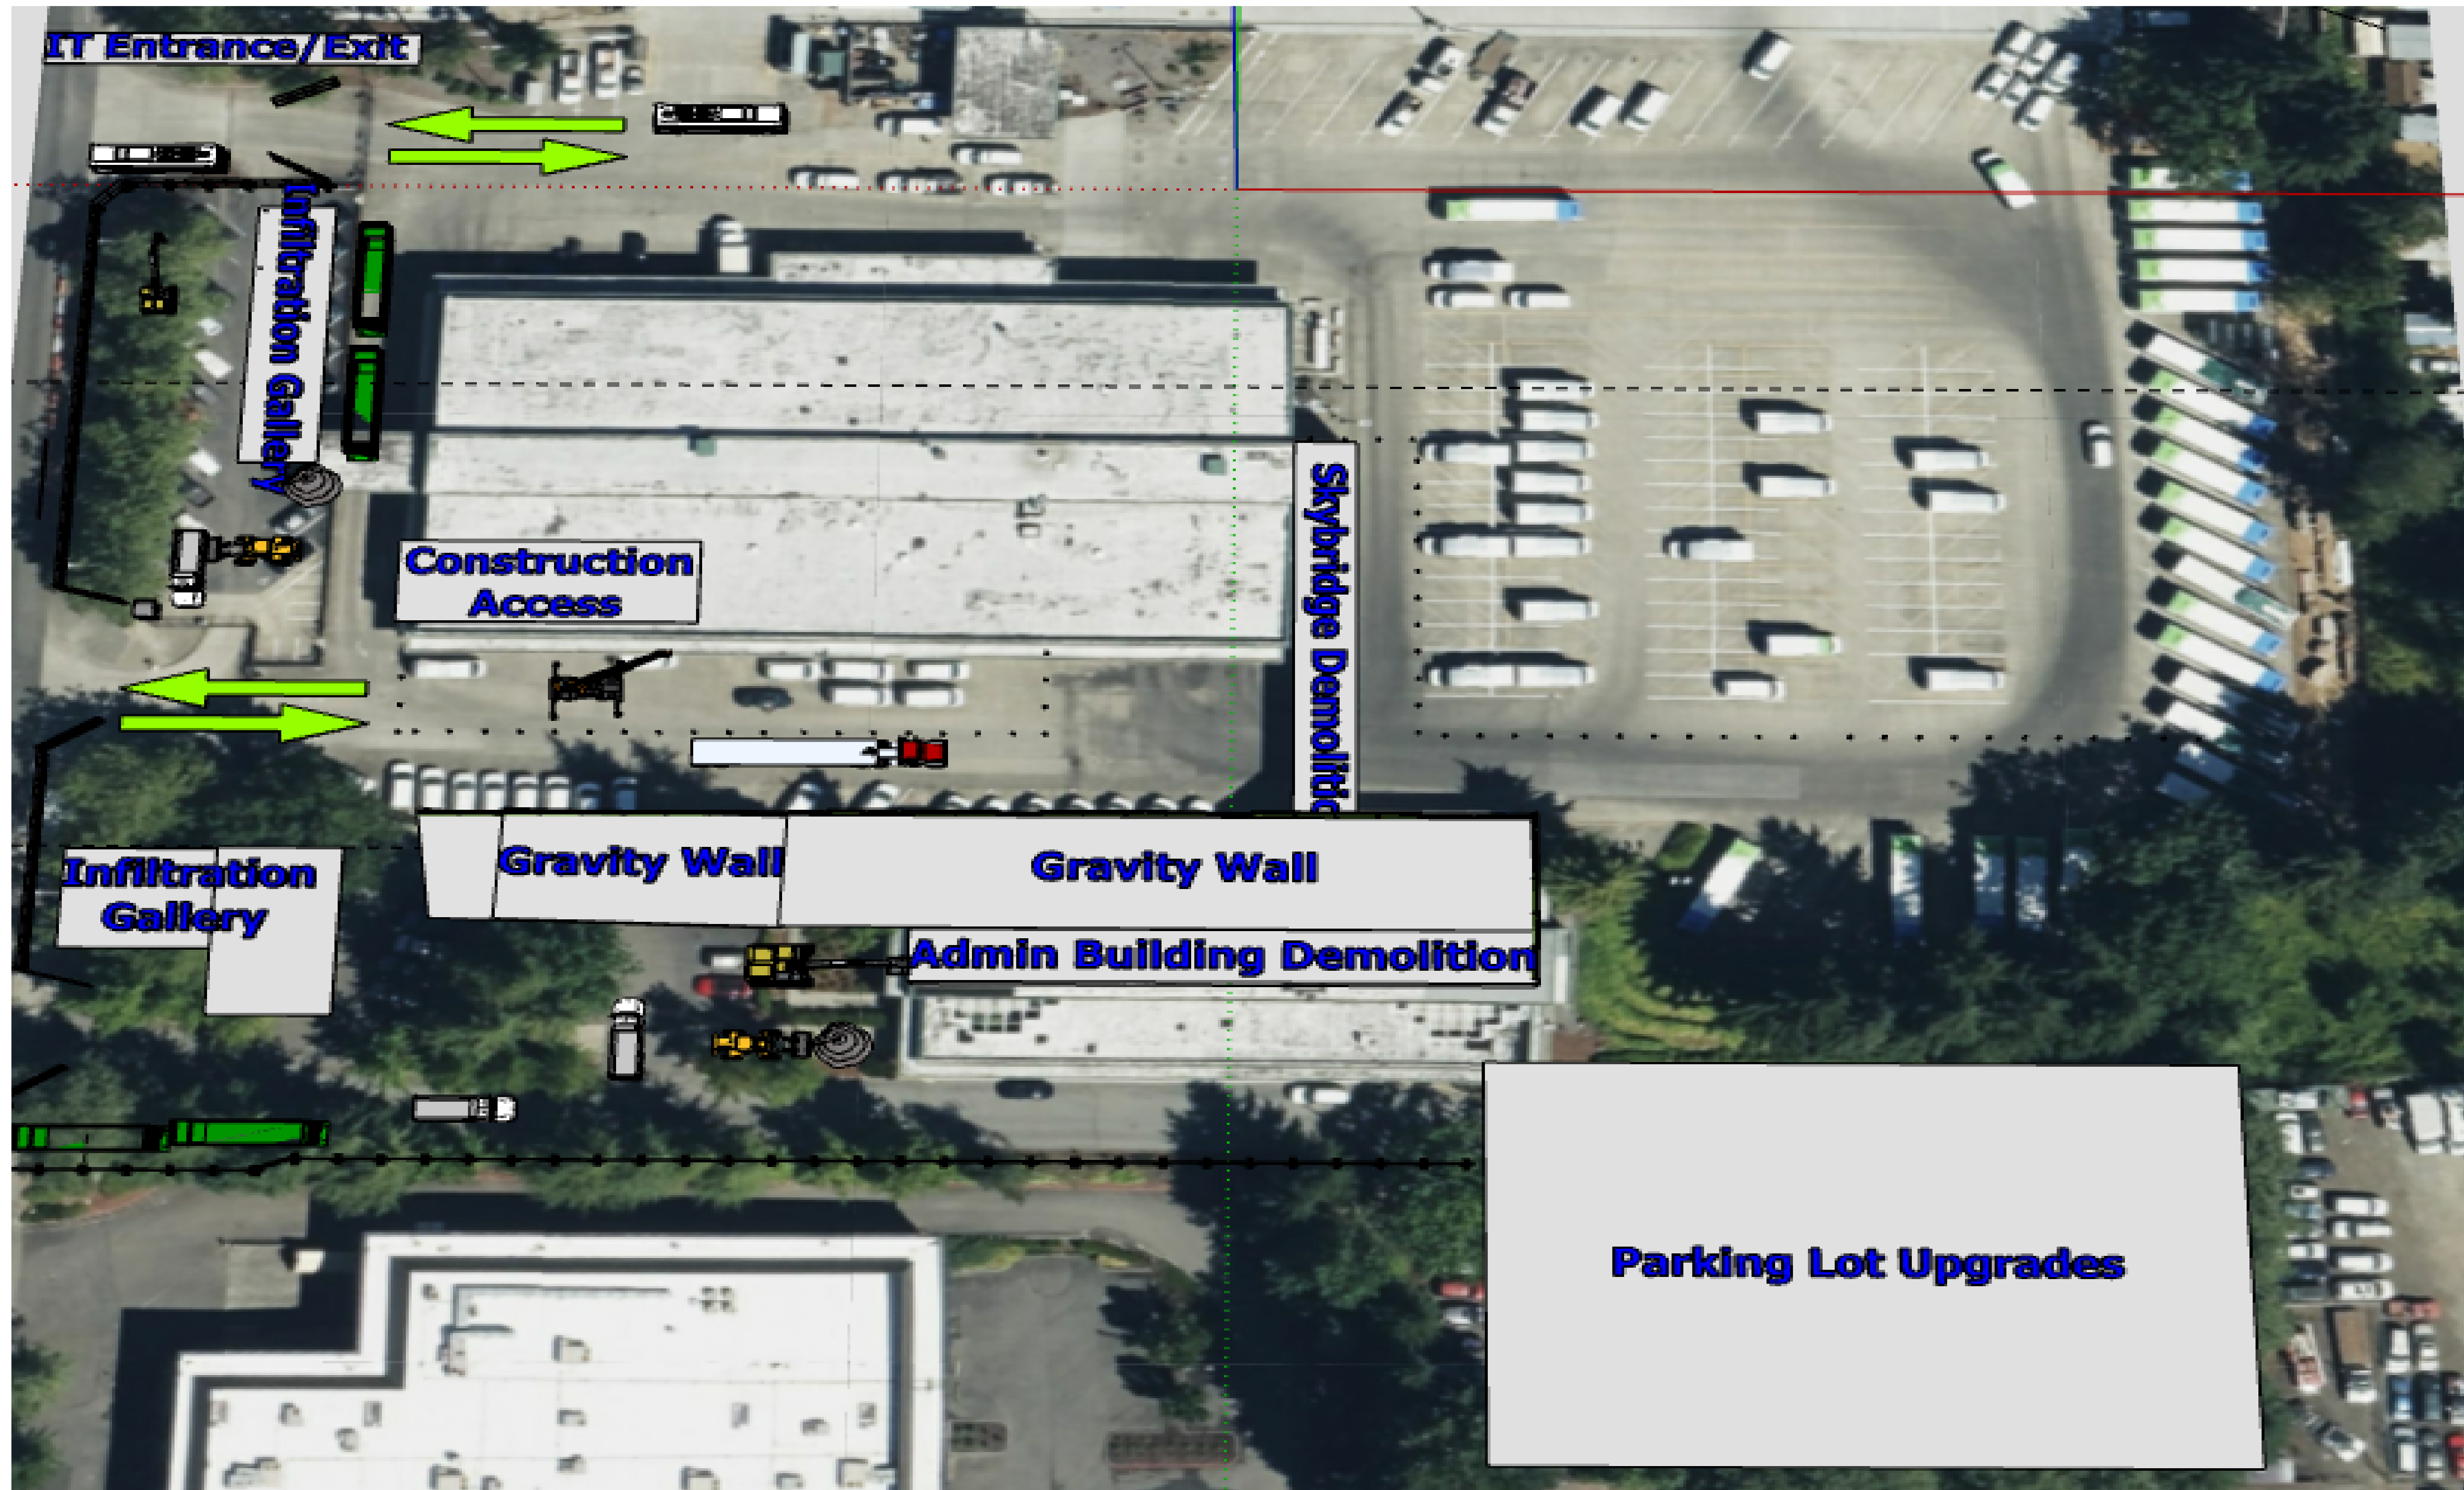 IT Entrance/Exit
Infiltration Gallery
Construction
Access
Skybridge Demolitio
Gravity Wall
Gravity Wall
Infiltration
Gallery
Admin Building Demolition
Parking Lot Upgrades